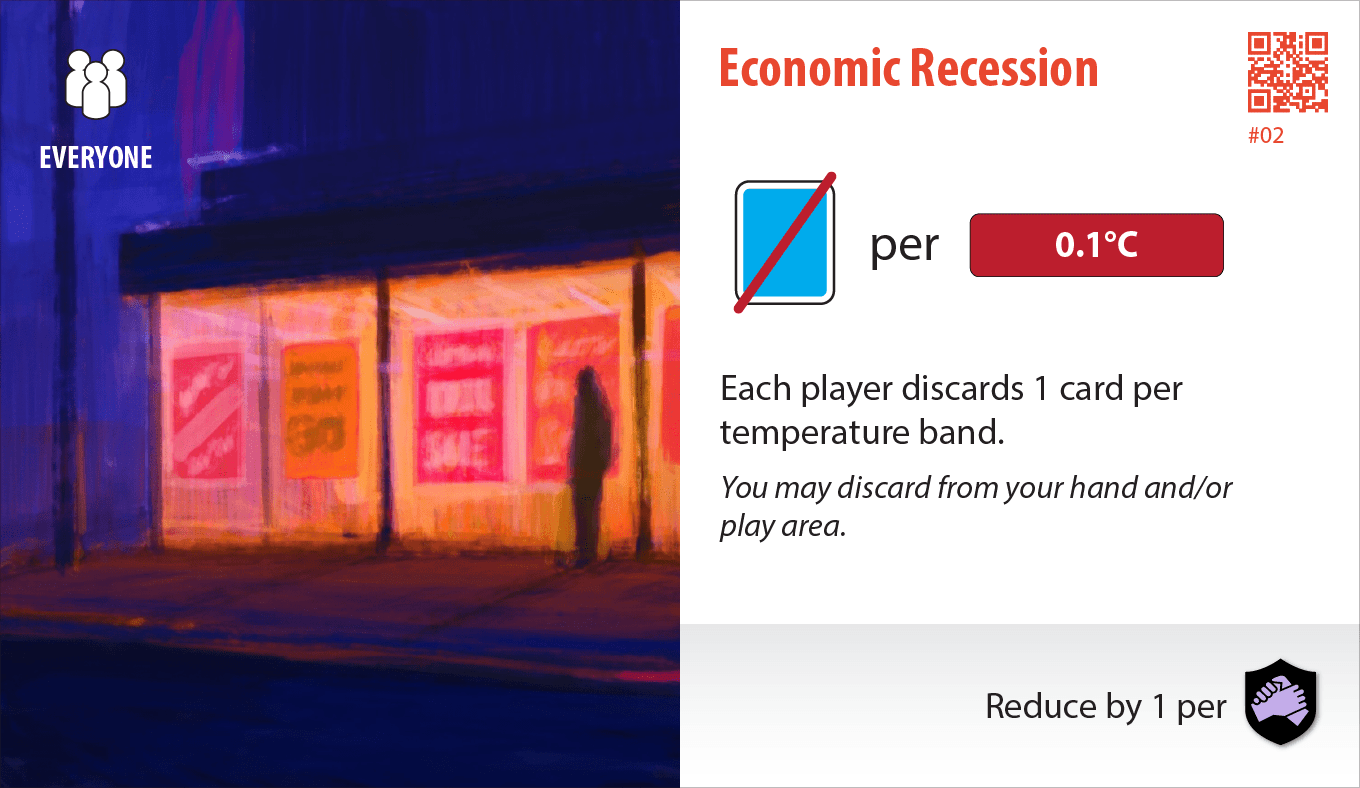 EVERYONE
Economic Recession
#02
per
0.1°C
Each player discards 1 card per
temperature band.
You may discard from your hand and/or
play area.
Reduce by 1 per